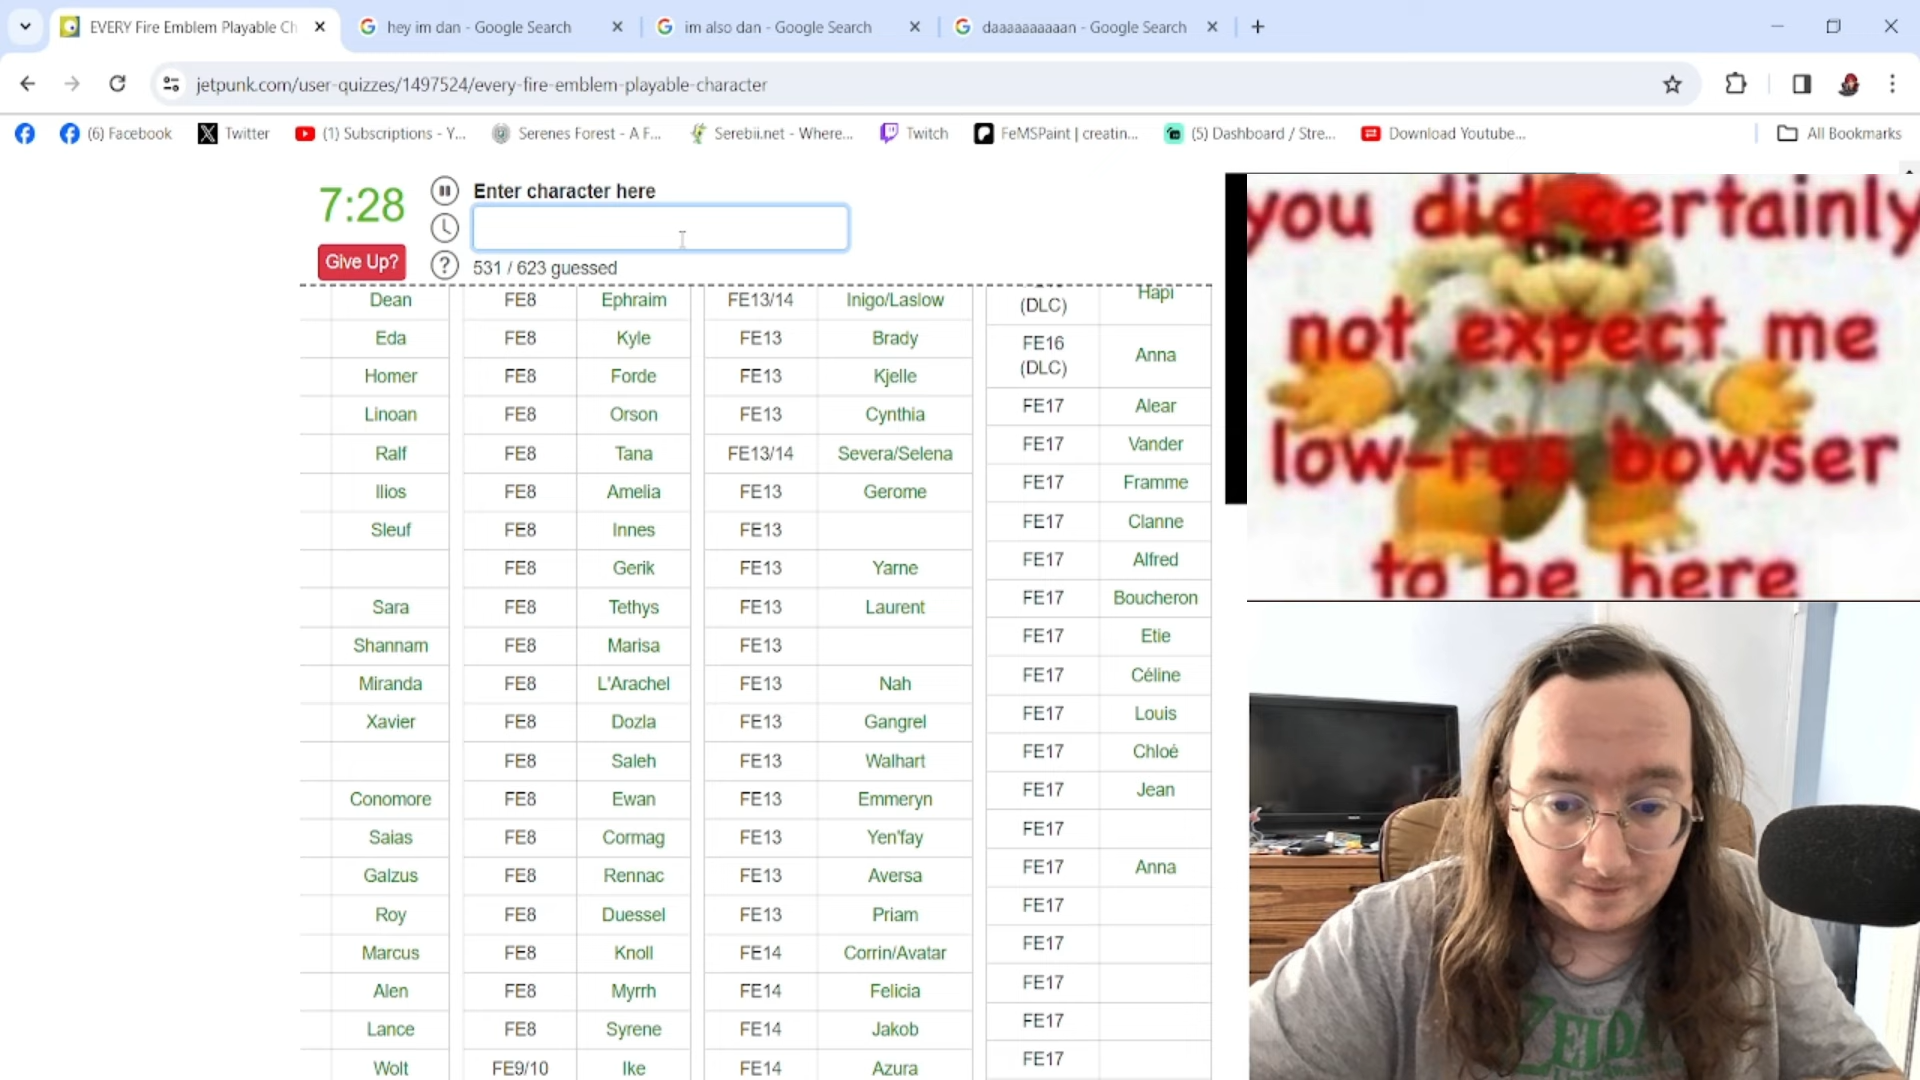 EVERY Fire Emblem Playable Ch
hey im dan - Google Search
im also dan - Google Search
daaaaaaaaaan - Google Search
jetpunk.com/user-quizzes/1497524/every-fire-emblem-playable-character
(6) Facebook
Twitter
(1) Subscriptions - Y...
Serenes Forest - A F...
Serebii.net - Where...
Twitch
FeMSPaint | creatin...
(5) Dashboard / Stre...
Download Youtube...
All Bookmarks
7:28
Give Up?
Enter character here
531 / 623 guessed
Dean FE8 Ephraim FE13/14 Inigo/Laslow
(DLC) Hapi
Eda FE8 Kyle FE13 Brady
FE16
(DLC) Anna
Homer FE8 Forde FE13 Kjelle
FE17 Alear
Linoan FE8 Orson FE13 Cynthia
FE17 Vander
Ralf FE8 Tana FE13/14 Severa/Selena
FE17 Framme
Ilios FE8 Amelia FE13 Gerome
FE17 Clanne
Sleuf FE8 Innes FE13
FE17 Alfred
FE8 Gerik FE13 Yarne
FE17 Boucheron
Sara FE8 Tethys FE13 Laurent
FE17 Etie
Shannam FE8 Marisa FE13
FE17 Céline
Miranda FE8 L'Arachel FE13 Nah
FE17 Louis
Xavier FE8 Dozla FE13 Gangrel
FE17 Chloé
FE8 Saleh FE13 Walhart
FE17 Jean
Conomore FE8 Ewan FE13 Emmeryn
FE17
Saias FE8 Cormag FE13 Yen'fay
FE17 Anna
Galzus FE8 Rennac FE13 Aversa
FE17
Roy FE8 Duessel FE13 Priam
FE17
Marcus FE8 Knoll FE14 Corrin/Avatar
FE17
Alen FE8 Myrrh FE14 Felicia
FE17
Lance FE8 Syrene FE14 Jakob
FE17
Wolt FE9/10 Ike FE14 Azura
you did certainly
not expect me
low-res bowser
to be here
ZELDA